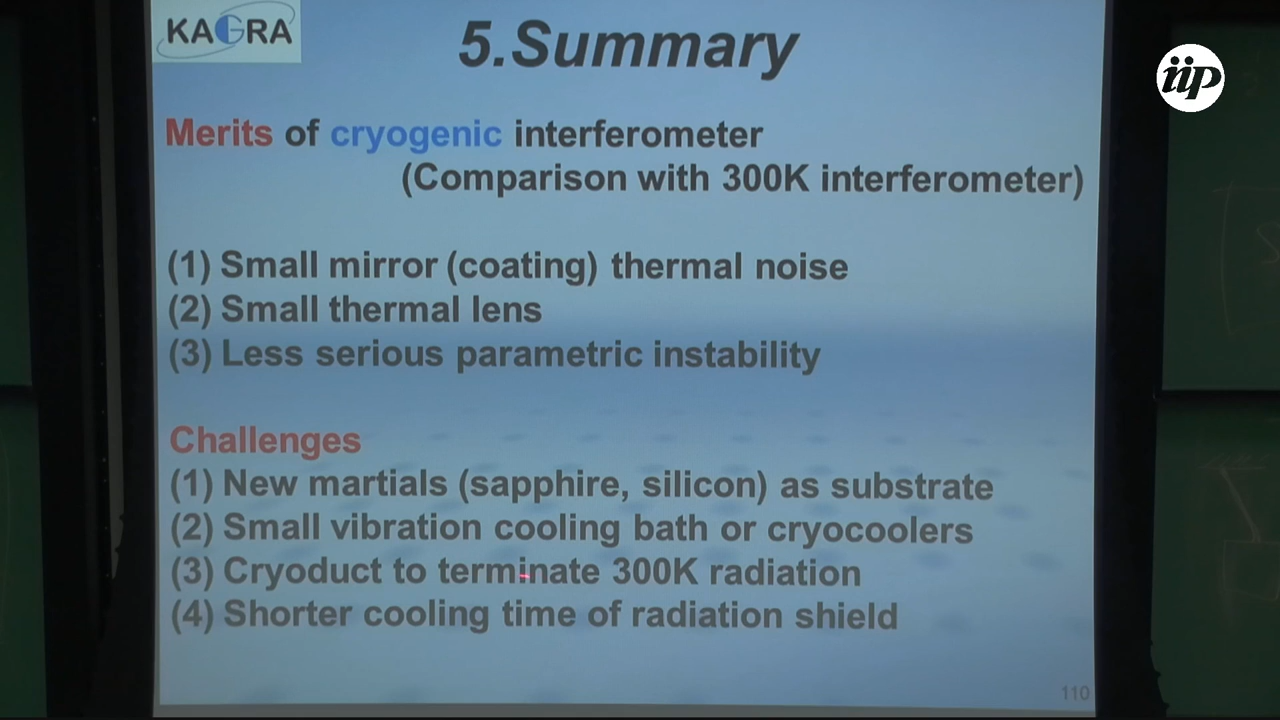 KAGRA
5.Summary
iip
Merits of cryogenic interferometer
(Comparison with 300K interferometer)
(1) Small mirror (coating) thermal noise
(2) Small thermal lens
(3) Less serious parametric instability
Challenges
(1) New martials (sapphire, silicon) as substrate
(2) Small vibration cooling bath or cryocoolers
(3) Cryoduct to terminate 300K radiation
(4) Shorter cooling time of radiation shield
110